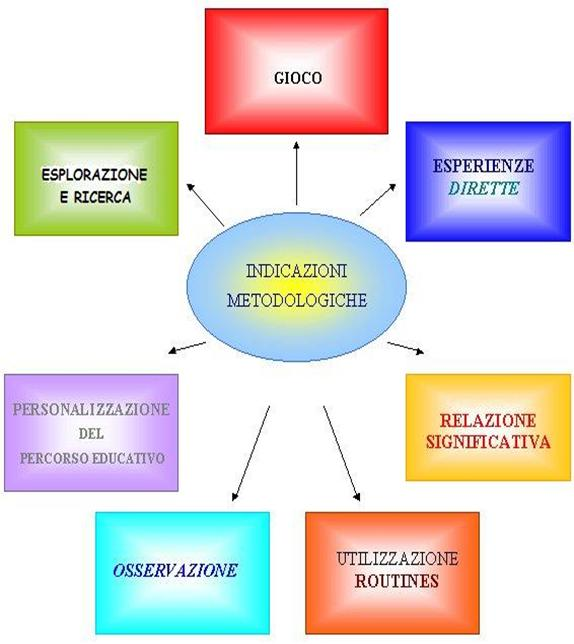 GIOCO
ESPLORAZIONE
E RICERCA
ESPERIENZE
DIRETTE
INDICAZIONI
METODOLOGICHE
PERSONALIZZAZIONE
DEL
PERCORSO EDUCATIVO
RELAZIONE
SIGNIFICATIVA
OSSERVAZIONE
UTILIZZAZIONE
ROUTINES